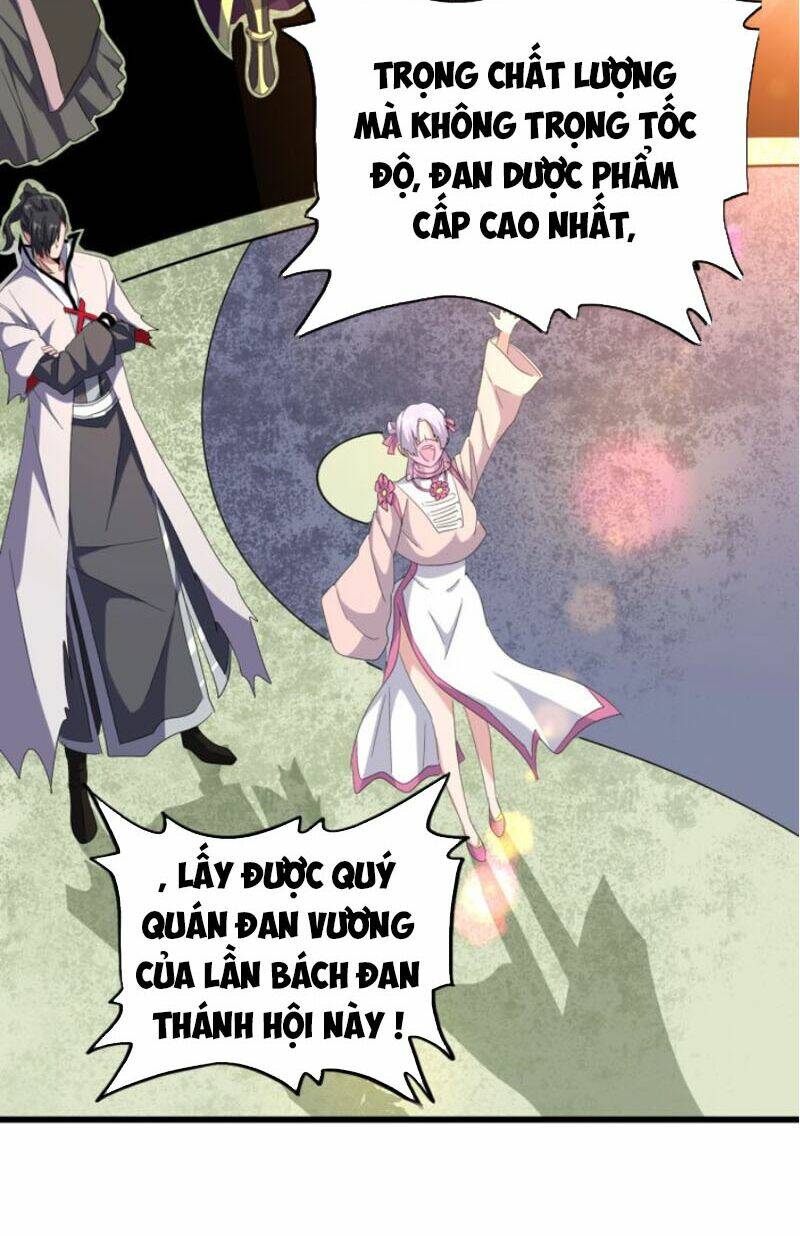 TRỌNG CHẤT LƯỢNG
MÀ KHÔNG TRỌNG TỐC
ĐỘ, ĐAN DƯỢC PHẨM
CẤP CAO NHẤT,
, LẤY ĐƯỢC QUÝ
QUÁN ĐAN VƯƠNG
CỦA LẦN BÁCH ĐAN
THÁNH HỘI NÀY !